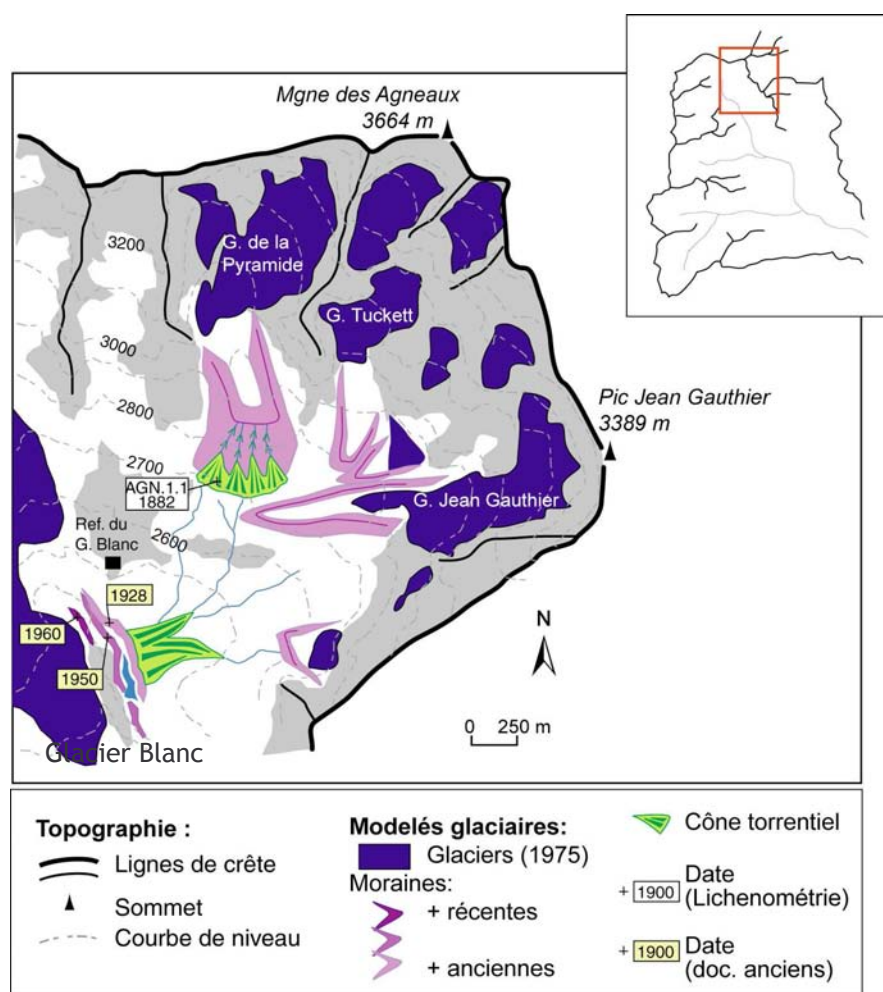 Mgne des Agneaux
3664 m
3200
G. de la
Pyramide
G. Tuckett
3000
Pic Jean Gauthier
3389 m
2800
2700
AGN.1.1
1882
G. Jean Gauthier
Ref. du
G. Blanc
2600
1928
1960
N
1950
0 250 m
Glacier Blanc
Topographie :
Lignes de crête
Sommet
Courbe de niveau
Modelés glaciaires:
Glaciers (1975)
Moraines:
+ récentes
+ anciennes
Cône torrentiel
+ 1900 Date
(Lichenométrie)
+ 1900 Date
(doc. anciens)